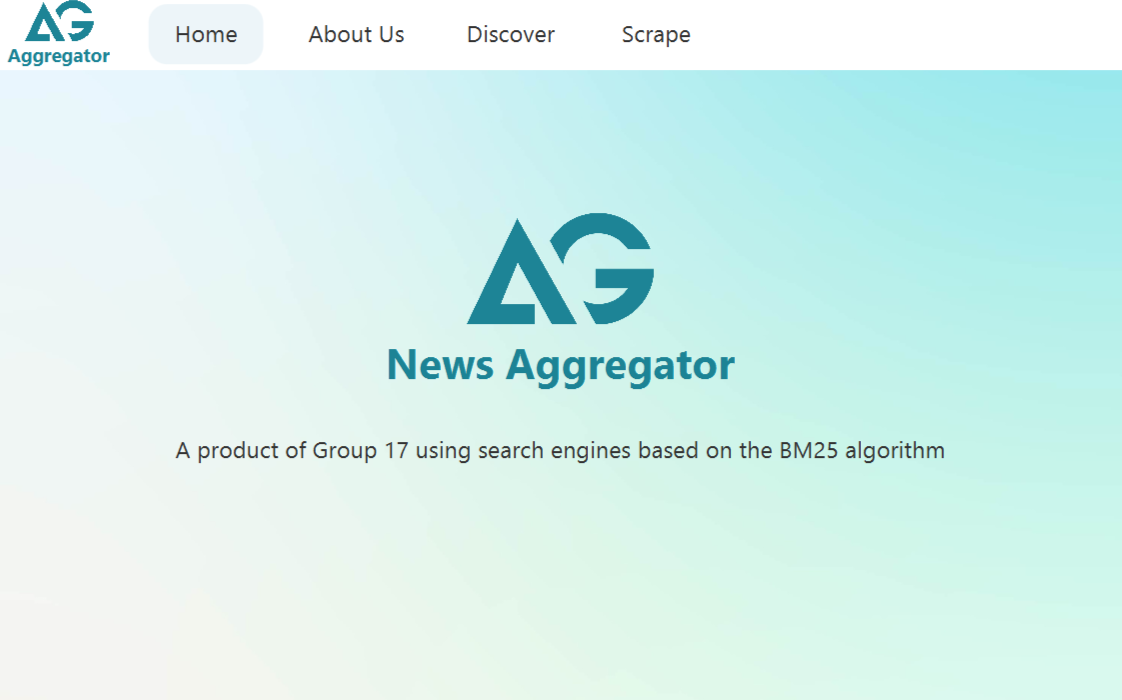 AG
Aggregator
Home
About Us
Discover
Scrape
AG
News Aggregator
A product of Group 17 using search engines based on the BM25 algorithm